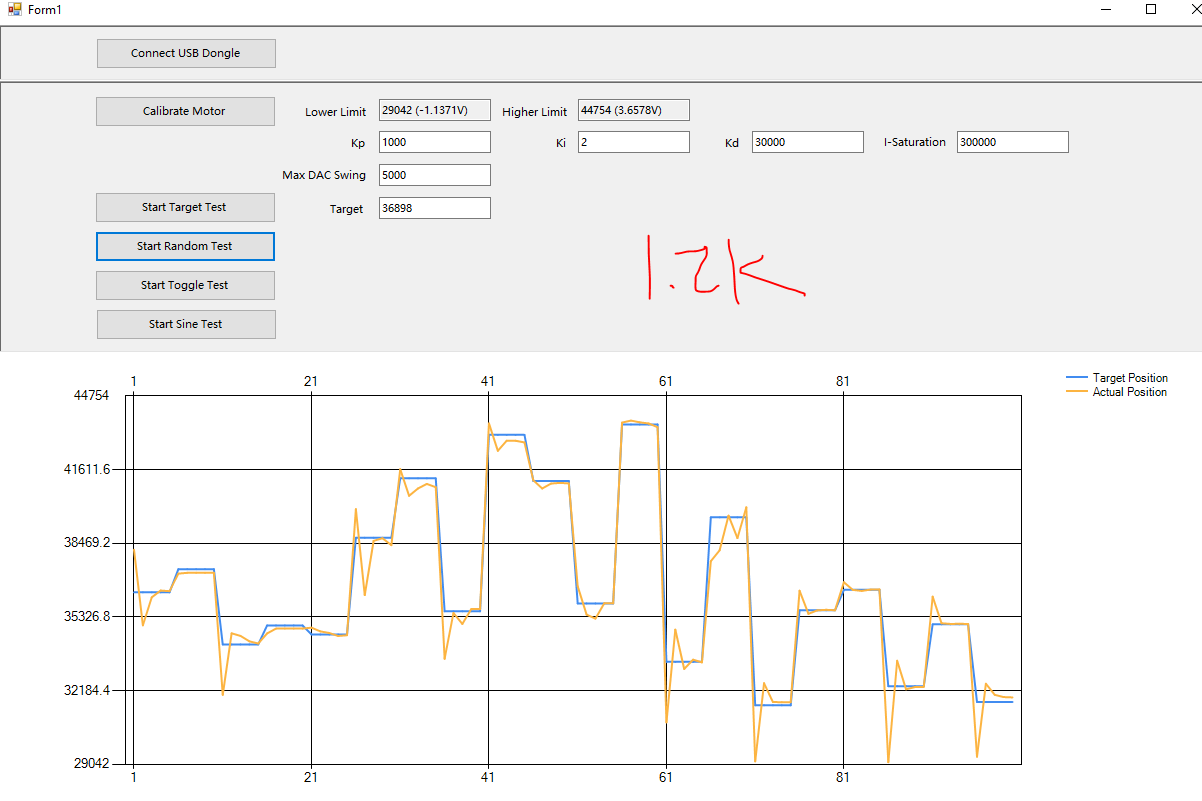 Form1
Connect USB Dongle
Calibrate Motor Lower Limit 29042 (-1.1371V) Higher Limit 44754 (3.6578V)
Kp 1000 Ki 2 Kd 30000 I-Saturation 300000
Max DAC Swing 5000
Start Target Test Target 36898
Start Random Test
1.2K
Start Toggle Test
Start Sine Test
1 21 41 61 81
Target Position
Actual Position
44754
41611.6
38469.2
35326.8
32184.4
29042
1 21 41 61 81